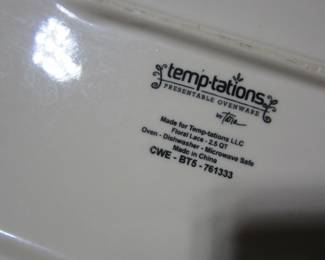 temp-tations
PRESENTABLE OVENWARE
by Tara
Made for Temp-tations LLC
Floral Lace - 2.5 QT
Oven - Dishwasher - Microwave Safe
Made in China
CWE - BT5 - 761333